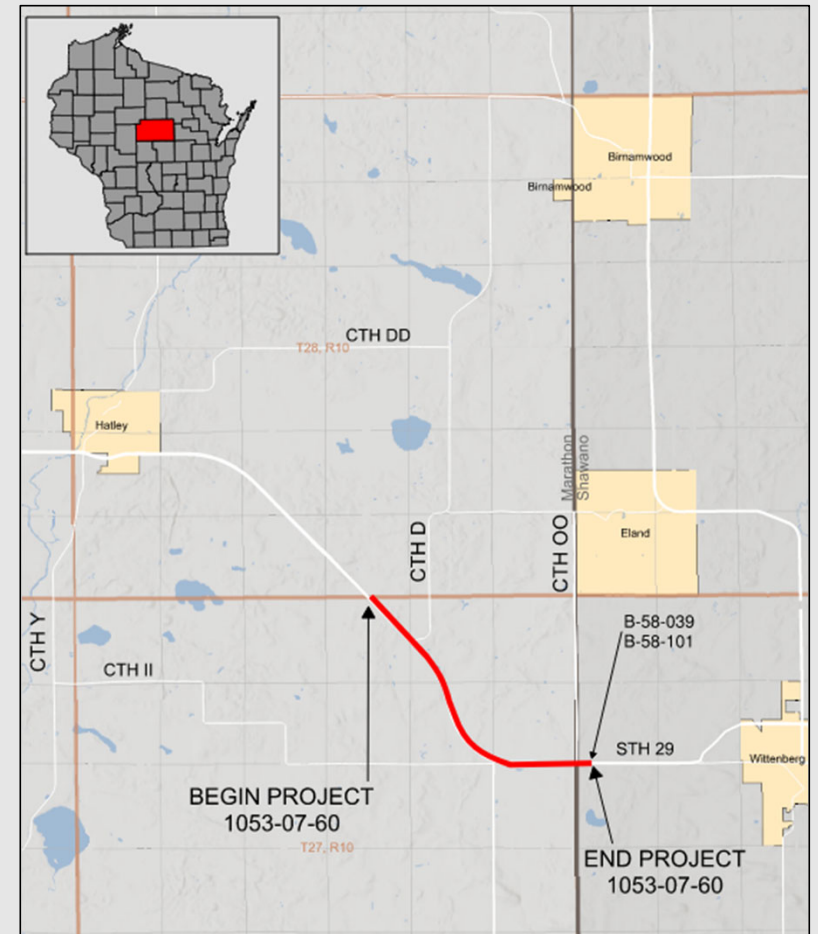 Birnamwood
Birnamwood
CTH DD
T28, R10
Hatley
Marathon
Shawano
CTH D
CTH OO
Eland
B-58-039
B-58-101
CTH Y
CTH II
STH 29
Wittenberg
BEGIN PROJECT
1053-07-60
T27, R10
END PROJECT
1053-07-60